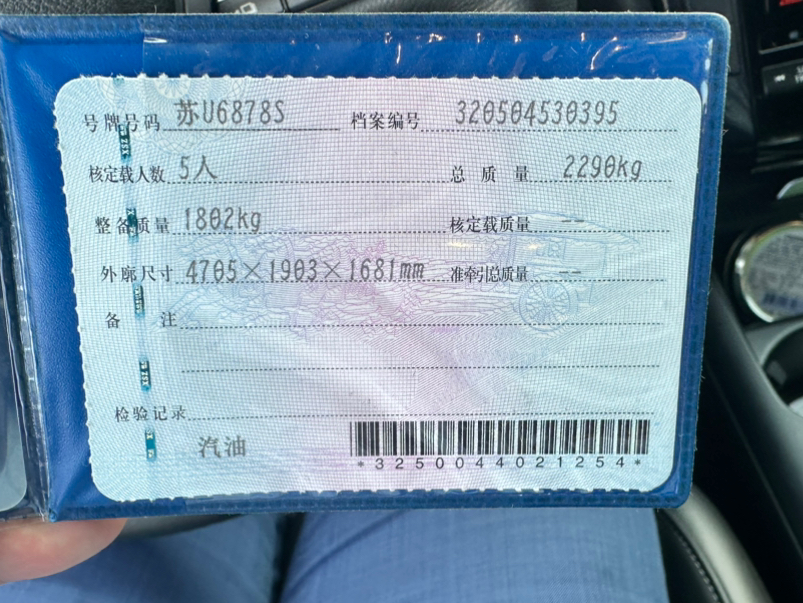 号牌号码 苏U6878S 档案编号 320504530395
核定载人数 5人 总质量 2290kg
整备质量 1802kg 核定载质量 --
外廓尺寸 4705×1903×1681mm 准牵引总质量 --
备注
检验记录
汽油
*3250044021254*